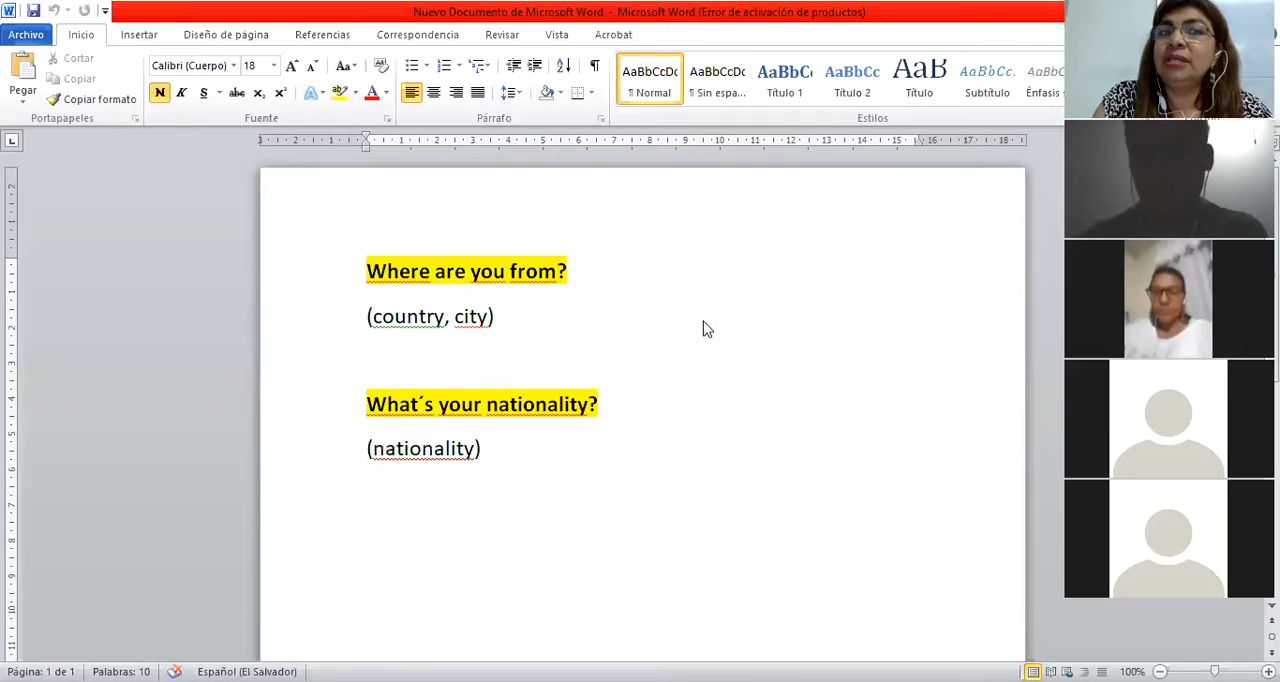 Nuevo Documento de Microsoft Word - Microsoft Word (Error de activación de productos)
Archivo Inicio Insertar Diseño de página Referencias Correspondencia Revisar Vista Acrobat
Cortar
Copiar
Copiar formato
Pegar
Portapapeles
Calibri (Cuerpo) 18
Fuente
Párrafo
AaBbCcDc AaBbCcDc AaBbC AaBbCc AaB AaBbCc. AaBbCc
¶ Normal ¶ Sin espa... Título 1 Título 2 Título Subtítulo Énfasis
Estilos
Where are you from?
(country, city)
What´s your nationality?
(nationality)
Página: 1 de 1 Palabras: 10 Español (El Salvador) 100%